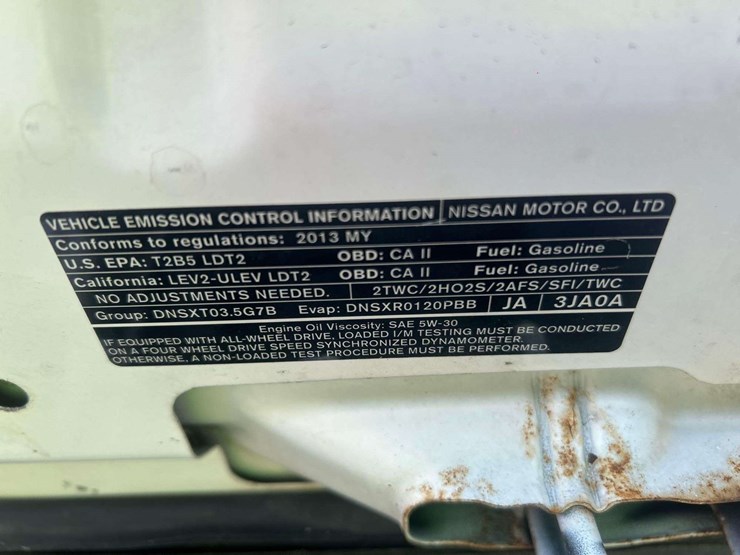 VEHICLE EMISSION CONTROL INFORMATION NISSAN MOTOR CO., LTD
Conforms to regulations: 2013 MY
U.S. EPA: T2B5 LDT2 OBD: CA II Fuel: Gasoline
California: LEV2-ULEV LDT2 OBD: CA II Fuel: Gasoline
NO ADJUSTMENTS NEEDED. 2TWC/2HO2S/2AFS/SFI/TWC
Group: DNSXT03.5G7B Evap: DNSXR0120PBB JA 3JA0A
Engine Oil Viscosity: SAE 5W-30
IF EQUIPPED WITH ALL-WHEEL DRIVE, LOADED I/M TESTING MUST BE CONDUCTED
ON A FOUR WHEEL DRIVE SPEED SYNCHRONIZED DYNAMOMETER.
OTHERWISE, A NON-LOADED TEST PROCEDURE MUST BE PERFORMED.